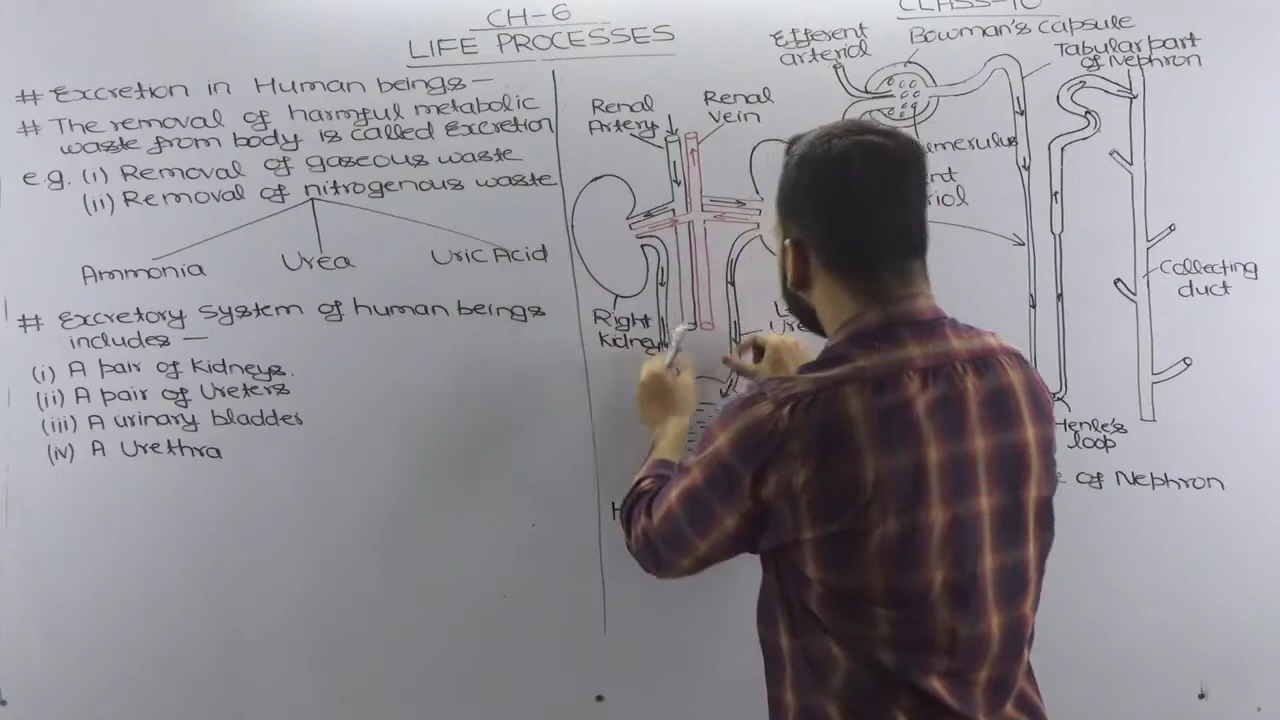 CH-6
LIFE PROCESSES
# Excretion in Human beings —
# The removal of harmful metabolic
waste from body is called Excretion
e.g. (i) Removal of gaseous waste
(ii) Removal of nitrogenous waste
Ammonia Urea Uric Acid
# Excretory system of human beings
includes —
(i) A pair of Kidneys.
(ii) A pair of Ureters
(iii) A urinary bladder
(iv) A Urethra
Renal
Artery
Renal
Vein
Right
Kidney
CLASS-10
Efferent
arteriol
Bowman's Capsule
Tabular part
of Nephron
Collecting
duct
Henle's
loop
of Nephron